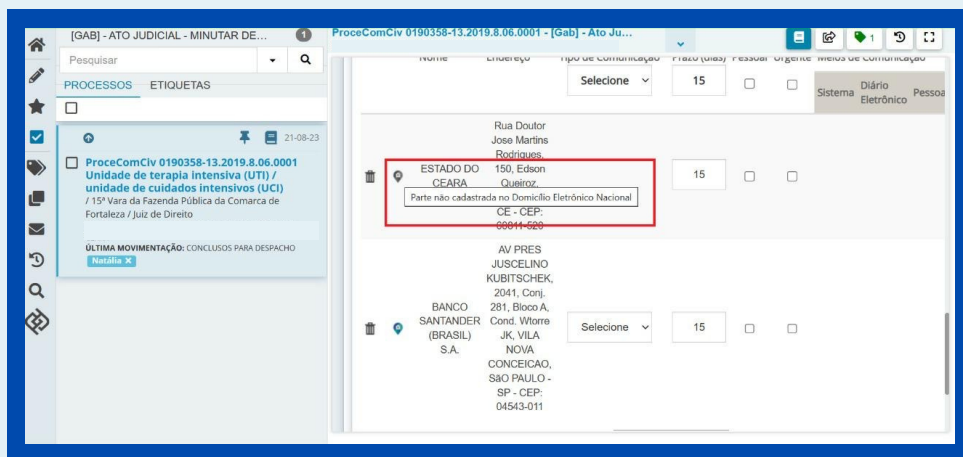 [GAB] - ATO JUDICIAL - MINUTAR DE... 1
Pesquisar
PROCESSOS ETIQUETAS
21-08-23
ProceComCiv 0190358-13.2019.8.06.0001
Unidade de terapia intensiva (UTI) /
unidade de cuidados intensivos (UCI)
/ 15ª Vara da Fazenda Pública da Comarca de
Fortaleza / Juiz de Direito
ÚLTIMA MOVIMENTAÇÃO: CONCLUSOS PARA DESPACHO
Natália X
ProceComCiv 0190358-13.2019.8.06.0001 - [Gab] - Ato Ju...
1
Nome Endereço Tipo de Comunicação Prazo (dias) Pessoal Urgente Meios de Comunicação
Selecione 15
Sistema Diário Eletrônico Pessoa
Rua Doutor
Jose Martins
Rodrigues,
ESTADO DO 150, Edson
CEARA Queiroz,
15
Parte não cadastrada no Domicílio Eletrônico Nacional
CE - CEP:
AV PRES
JUSCELINO
KUBITSCHEK,
2041, Conj.
BANCO 281, Bloco A,
SANTANDER Cond. Wtorre
(BRASIL) JK, VILA
S.A. NOVA
Selecione 15
CONCEICAO,
SãO PAULO -
SP - CEP:
04543-011